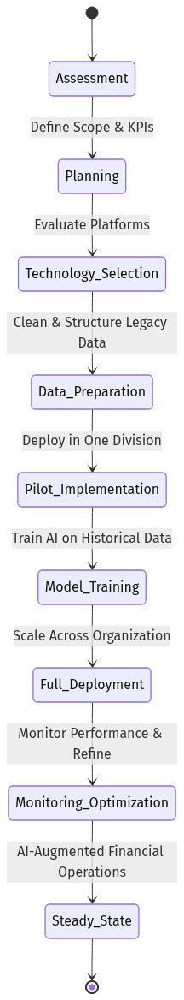 Assessment
Define Scope & KPIs
Planning
Evaluate Platforms
Technology_Selection
Clean & Structure Legacy
Data
Data_Preparation
Deploy in One Division
Pilot_Implementation
Train AI on Historical Data
Model_Training
Scale Across Organization
Full_Deployment
Monitor Performance &
Refine
Monitoring_Optimization
AI-Augmented Financial
Operations
Steady_State